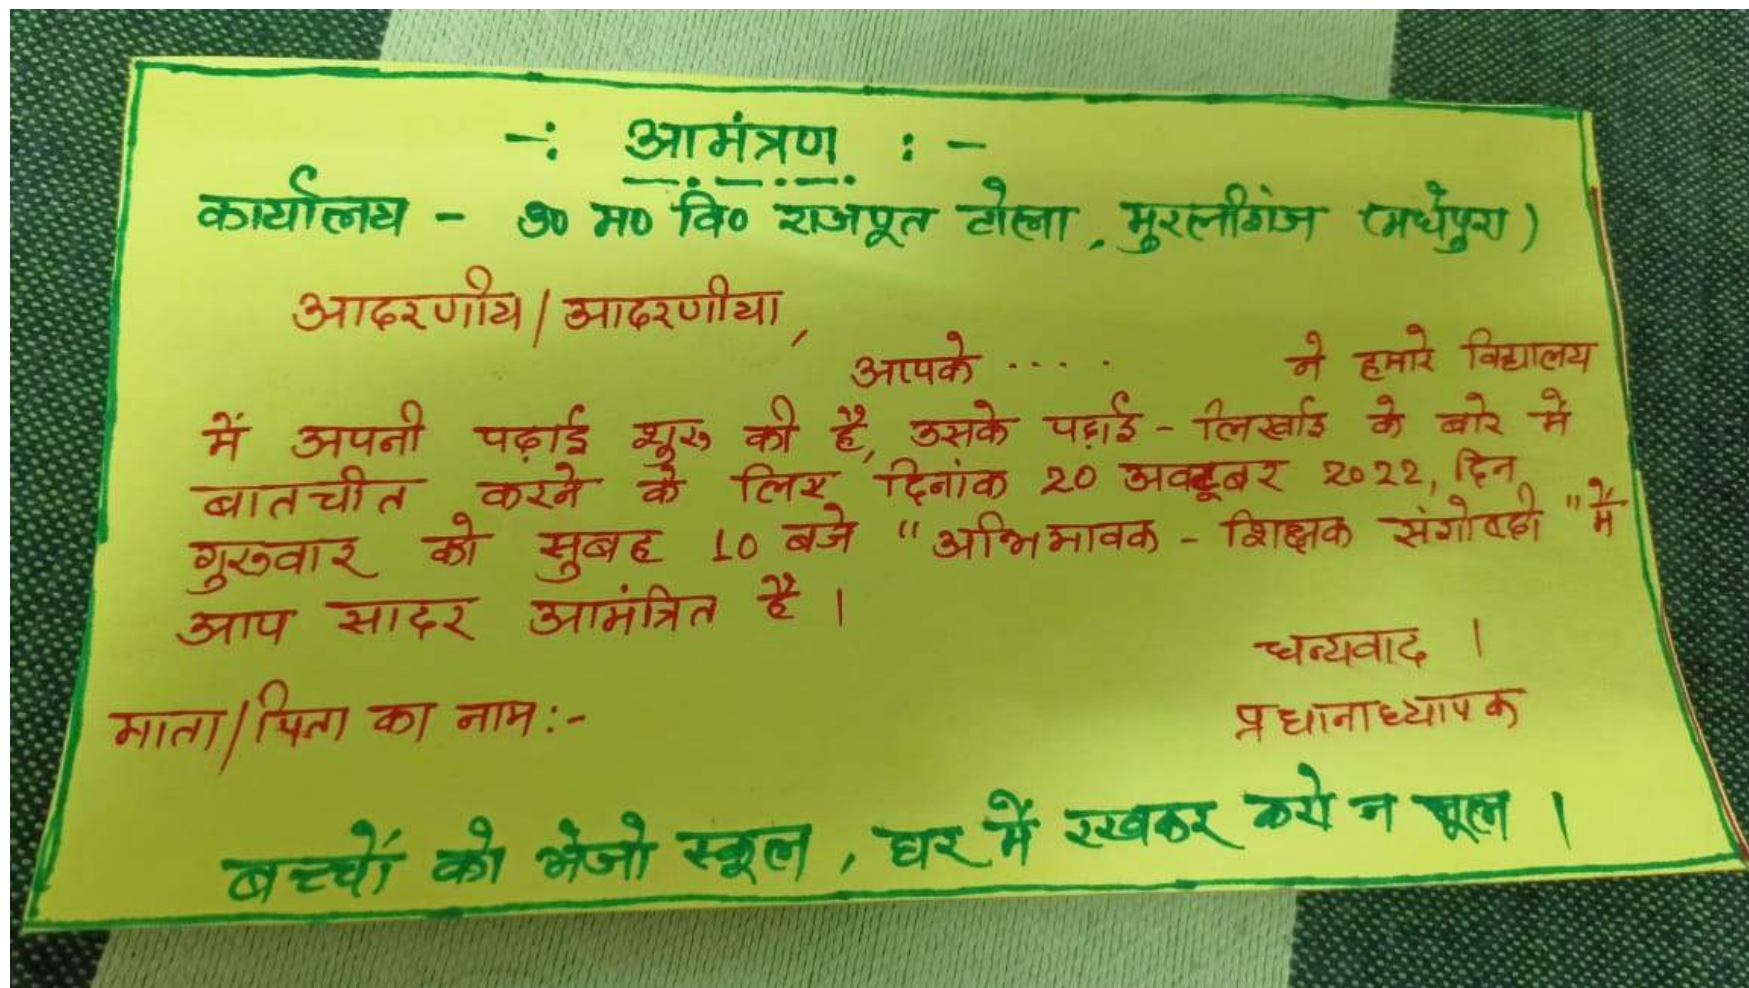 -: आमंत्रण :-
कार्यालय - उ० म० वि० राजपूत टोला, मुरलीगंज (मधेपुरा)
आदरणीय/आदरणीया,
आपके ..... ने हमारे विद्यालय
में अपनी पढ़ाई शुरु की है, उसके पढ़ाई - लिखाई के बारे में
बातचीत करने के लिए दिनांक 20 अक्टूबर 2022, दिन
गुरुवार को सुबह 10 बजे "अभिभावक - शिक्षक संगोष्ठी" में
आप सादर आमंत्रित है।
धन्यवाद।
माता/पिता का नाम:-
प्रधानाध्यापक
बच्चों को भेजो स्कूल, घर में रखकर करो न भूल।